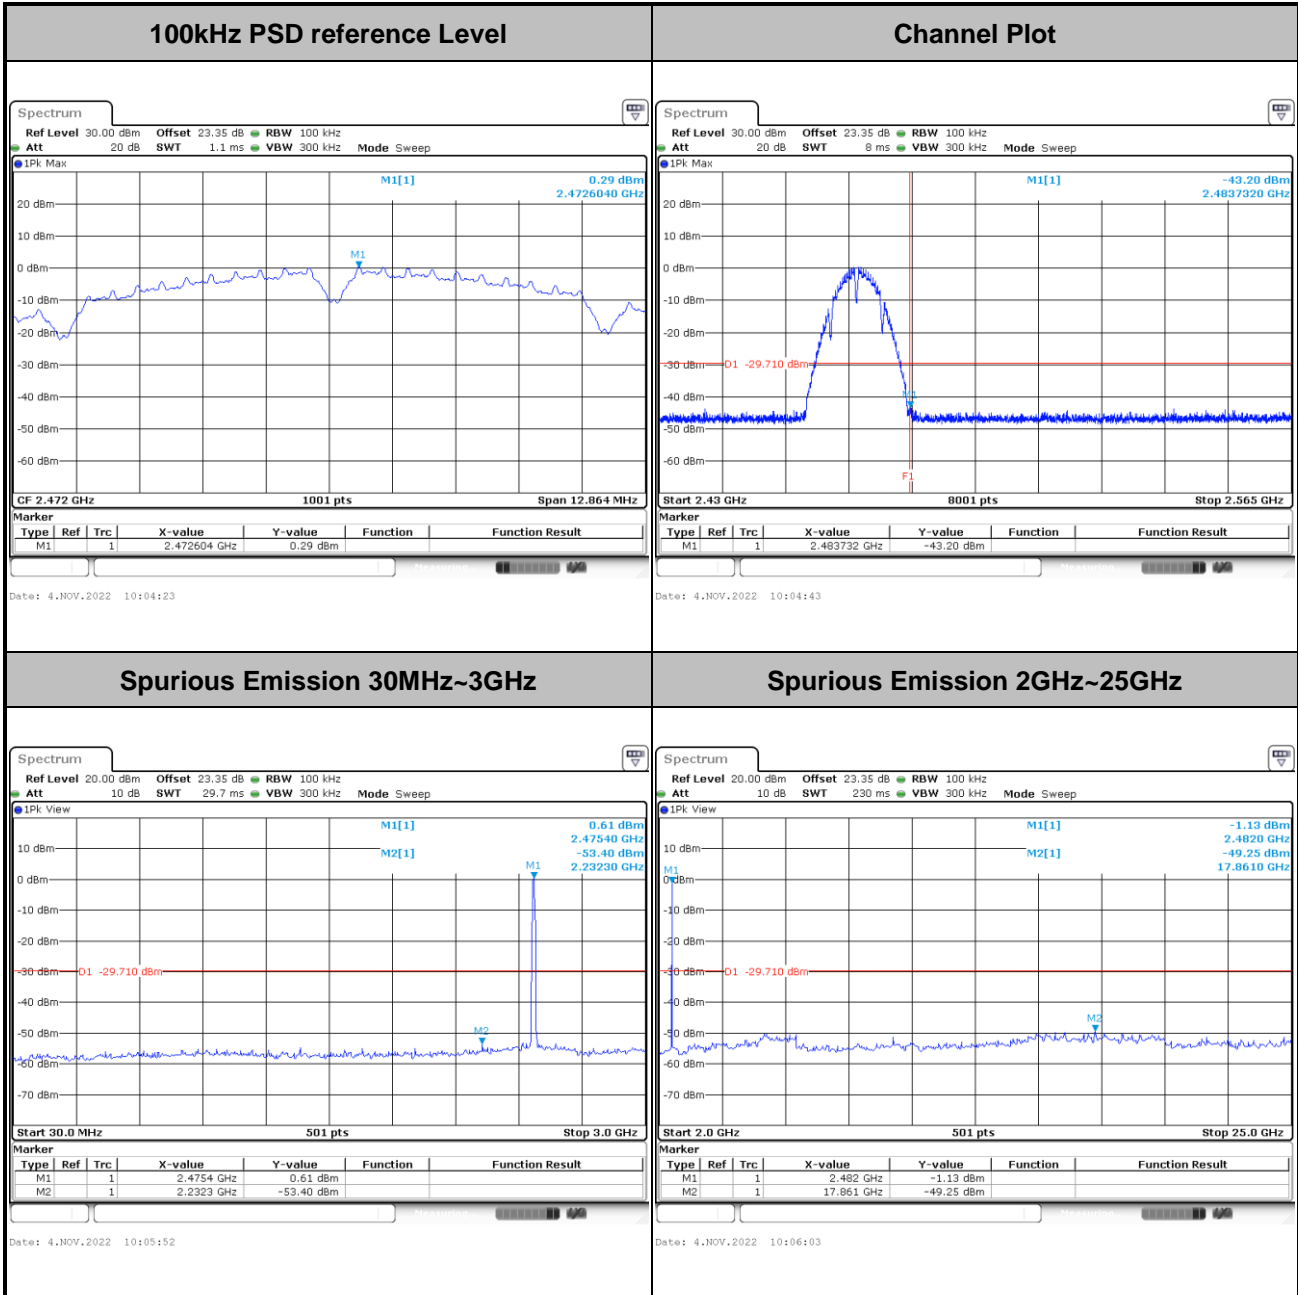 100kHz PSD reference Level
Channel Plot
Spectrum
Ref Level 30.00 dBm Offset 23.35 dB RBW 100 kHz
Att 20 dB SWT 1.1 ms VBW 300 kHz Mode Sweep
1Pk Max
M1[1] 0.29 dBm
2.4726040 GHz
20 dBm
10 dBm
M1
0 dBm
-10 dBm
-20 dBm
-30 dBm
-40 dBm
-50 dBm
-60 dBm
CF 2.472 GHz 1001 pts Span 12.864 MHz
Marker
Type Ref Trc X-value Y-value Function Function Result
M1 1 2.472604 GHz 0.29 dBm
Measuring
Date: 4.NOV.2022 10:04:23
Spectrum
Ref Level 30.00 dBm Offset 23.35 dB RBW 100 kHz
Att 20 dB SWT 8 ms VBW 300 kHz Mode Sweep
1Pk Max
M1[1] -43.20 dBm
2.4837320 GHz
20 dBm
10 dBm
0 dBm
-10 dBm
-20 dBm
-30 dBm D1 -29.710 dBm
-40 dBm
M1
-50 dBm
-60 dBm
F1
Start 2.43 GHz 8001 pts Stop 2.565 GHz
Marker
Type Ref Trc X-value Y-value Function Function Result
M1 1 2.483732 GHz -43.20 dBm
Measuring
Date: 4.NOV.2022 10:04:43
Spurious Emission 30MHz~3GHz
Spurious Emission 2GHz~25GHz
Spectrum
Ref Level 20.00 dBm Offset 23.35 dB RBW 100 kHz
Att 10 dB SWT 29.7 ms VBW 300 kHz Mode Sweep
1Pk View
M1[1] 0.61 dBm
2.47540 GHz
10 dBm M2[1] -53.40 dBm
M1 2.23230 GHz
0 dBm
-10 dBm
-20 dBm
-30 dBm D1 -29.710 dBm
-40 dBm
-50 dBm M2
-60 dBm
-70 dBm
Start 30.0 MHz 501 pts Stop 3.0 GHz
Marker
Type Ref Trc X-value Y-value Function Function Result
M1 1 2.4754 GHz 0.61 dBm
M2 1 2.2323 GHz -53.40 dBm
Measuring
Date: 4.NOV.2022 10:05:52
Spectrum
Ref Level 20.00 dBm Offset 23.35 dB RBW 100 kHz
Att 10 dB SWT 230 ms VBW 300 kHz Mode Sweep
1Pk View
M1[1] -1.13 dBm
2.4820 GHz
10 dBm M2[1] -49.25 dBm
M1 17.8610 GHz
0 dBm
-10 dBm
-20 dBm
-30 dBm D1 -29.710 dBm
-40 dBm
M2
-50 dBm
-60 dBm
-70 dBm
Start 2.0 GHz 501 pts Stop 25.0 GHz
Marker
Type Ref Trc X-value Y-value Function Function Result
M1 1 2.482 GHz -1.13 dBm
M2 1 17.861 GHz -49.25 dBm
Measuring
Date: 4.NOV.2022 10:06:03